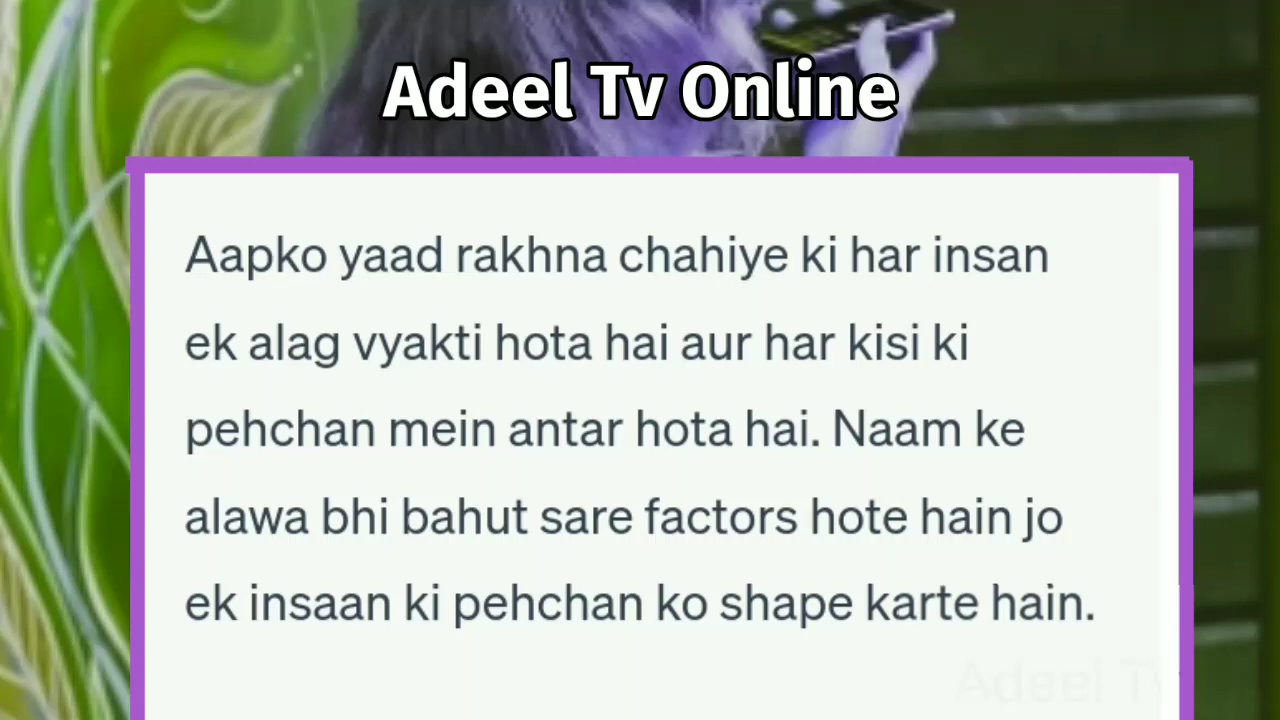 Adeel Tv Online
Aapko yaad rakhna chahiye ki har insan
ek alag vyakti hota hai aur har kisi ki
pehchan mein antar hota hai. Naam ke
alawa bhi bahut sare factors hote hain jo
ek insaan ki pehchan ko shape karte hain.
Adeel Tv